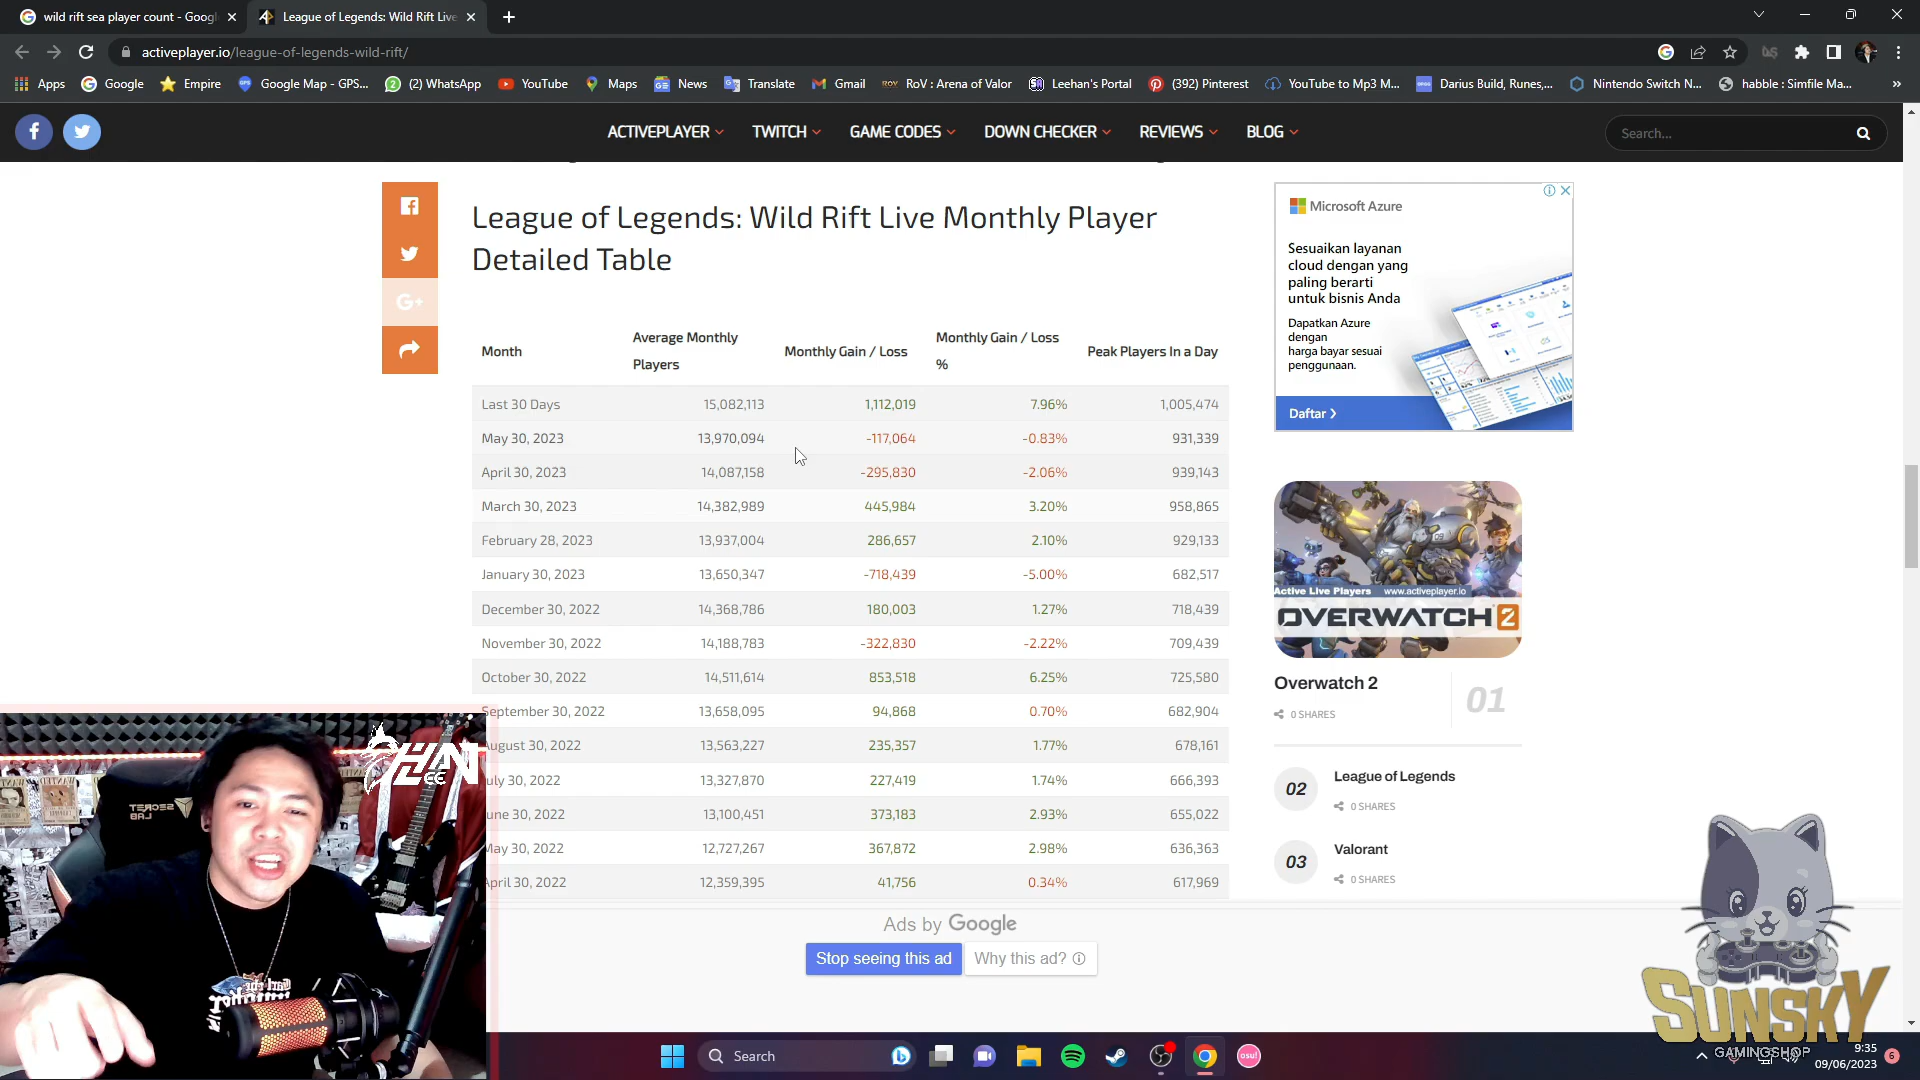 wild rift sea player count - Goog
League of Legends: Wild Rift Live
activeplayer.io/league-of-legends-wild-rift/
Apps
Google
Empire
Google Map - GPS...
(2) WhatsApp
YouTube
Maps
News
Translate
Gmail
RoV : Arena of Valor
Leehan's Portal
(392) Pinterest
YouTube to Mp3 M...
Darius Build, Runes,...
Nintendo Switch N...
habble : Simfile Ma...
ACTIVEPLAYER
TWITCH
GAME CODES
DOWN CHECKER
REVIEWS
BLOG
Search...
League of Legends: Wild Rift Live Monthly Player
Detailed Table
Month
Average Monthly
Players
Monthly Gain / Loss
Monthly Gain / Loss
%
Peak Players In a Day
Last 30 Days 15,082,113 1,112,019 7.96% 1,005,474
May 30, 2023 13,970,094 -117,064 -0.83% 931,339
April 30, 2023 14,087,158 -295,830 -2.06% 939,143
March 30, 2023 14,382,989 445,984 3.20% 958,865
February 28, 2023 13,937,004 286,657 2.10% 929,133
January 30, 2023 13,650,347 -718,439 -5.00% 682,517
December 30, 2022 14,368,786 180,003 1.27% 718,439
November 30, 2022 14,188,783 -322,830 -2.22% 709,439
October 30, 2022 14,511,614 853,518 6.25% 725,580
September 30, 2022 13,658,095 94,868 0.70% 682,904
August 30, 2022 13,563,227 235,357 1.77% 678,161
uly 30, 2022 13,327,870 227,419 1.74% 666,393
une 30, 2022 13,100,451 373,183 2.93% 655,022
May 30, 2022 12,727,267 367,872 2.98% 636,363
April 30, 2022 12,359,395 41,756 0.34% 617,969
Microsoft Azure
Sesuaikan layanan
cloud dengan yang
paling berarti
untuk bisnis Anda
Dapatkan Azure
dengan
harga bayar sesuai
penggunaan.
Daftar
Active Live Players www.activeplayer.io
OVERWATCH 2
Overwatch 2
0 SHARES
01
02
League of Legends
0 SHARES
03
Valorant
0 SHARES
Ads by Google
Stop seeing this ad
Why this ad?
SECRET
LAB
SUNSKY
GAMINGSHOP
Search
osu!
9:35
09/06/2023
6